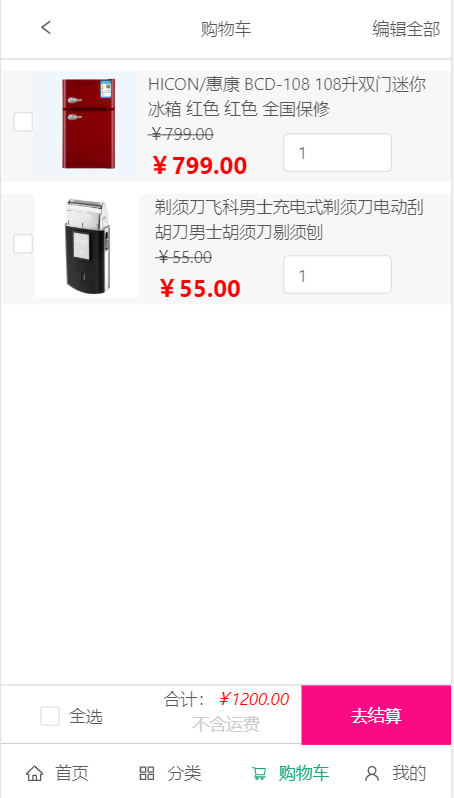 购物车 编辑全部
HICON/惠康 BCD-108 108升双门迷你
冰箱 红色 红色 全国保修
￥799.00
￥799.00
1
剃须刀飞科男士充电式剃须刀电动刮
胡刀男士胡须刀剔须刨
￥55.00
￥55.00
1
全选
合计：￥1200.00
不含运费
去结算
首页 分类 购物车 我的